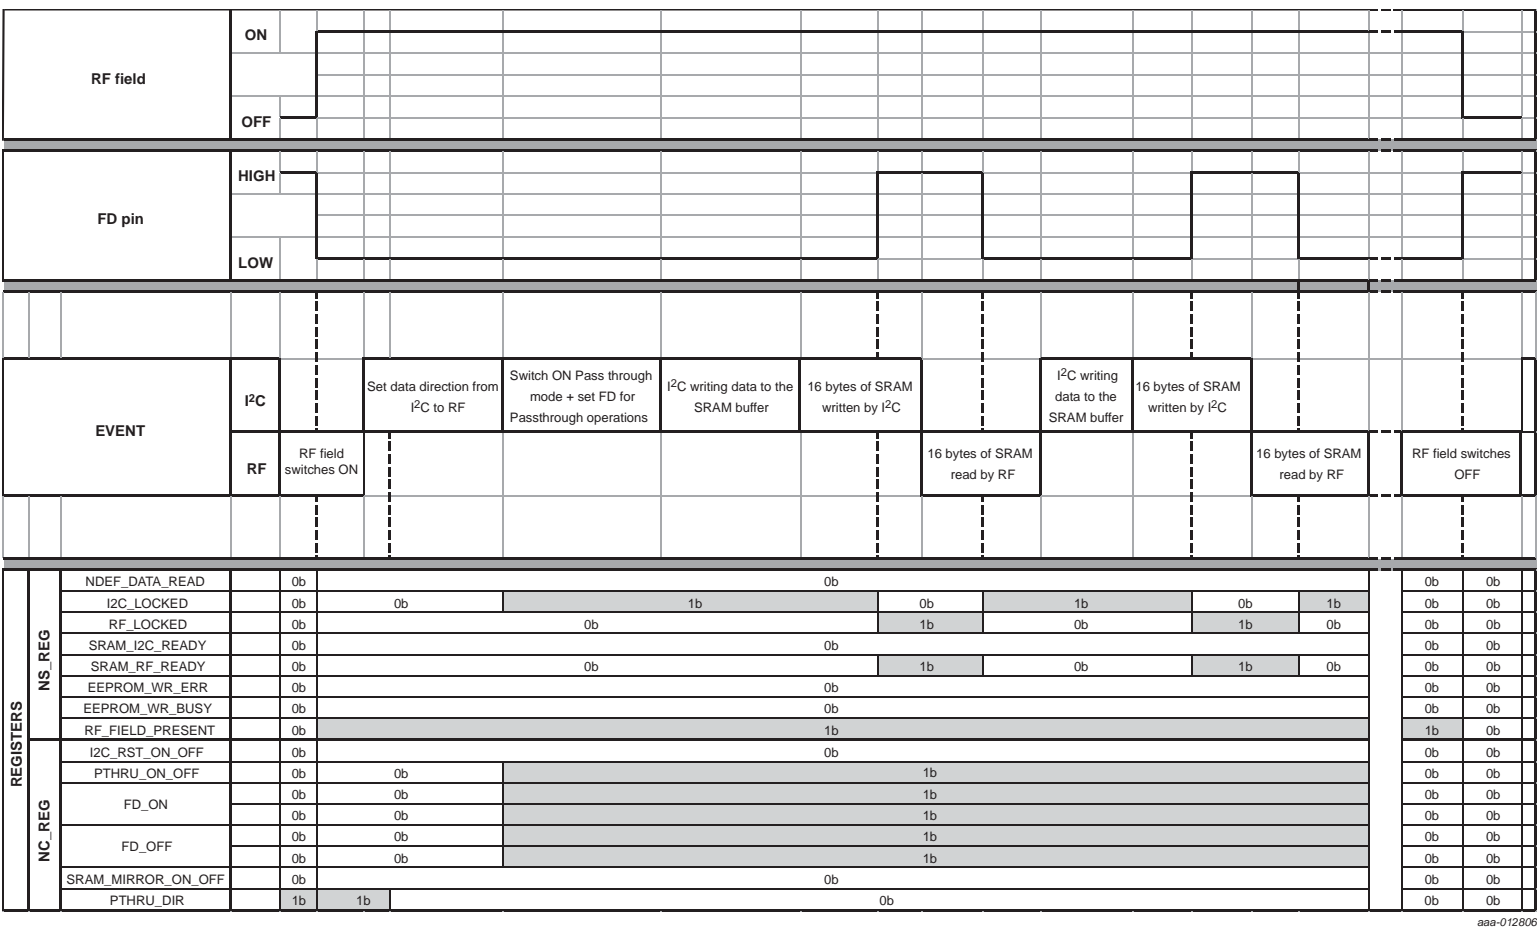 ON
RF field
OFF
HIGH
FD pin
LOW
EVENT
I2C
Set data direction from
I2C to RF
Switch ON Pass through
mode + set FD for
Passthrough operations
I2C writing data to the
SRAM buffer
16 bytes of SRAM
written by I2C
I2C writing
data to the
SRAM buffer
16 bytes of SRAM
written by I2C
RF
RF field
switches ON
16 bytes of SRAM
read by RF
16 bytes of SRAM
read by RF
RF field switches
OFF
REGISTERS
NS_REG
NDEF_DATA_READ 0b 0b 0b 0b
I2C_LOCKED 0b 0b 1b 0b 1b 0b 1b 0b 0b
RF_LOCKED 0b 0b 1b 0b 1b 0b 0b 0b
SRAM_I2C_READY 0b 0b 0b 0b
SRAM_RF_READY 0b 0b 1b 0b 1b 0b 0b 0b
EEPROM_WR_ERR 0b 0b 0b 0b
EEPROM_WR_BUSY 0b 0b 0b 0b
RF_FIELD_PRESENT 0b 1b 1b 0b
NC_REG
I2C_RST_ON_OFF 0b 0b 0b 0b
PTHRU_ON_OFF 0b 0b 1b 0b 0b
FD_ON 0b 0b 1b 0b 0b
0b 0b 1b 0b 0b
FD_OFF 0b 0b 1b 0b 0b
0b 0b 1b 0b 0b
SRAM_MIRROR_ON_OFF 0b 0b 0b 0b
PTHRU_DIR 1b 1b 0b 0b 0b
aaa-012806